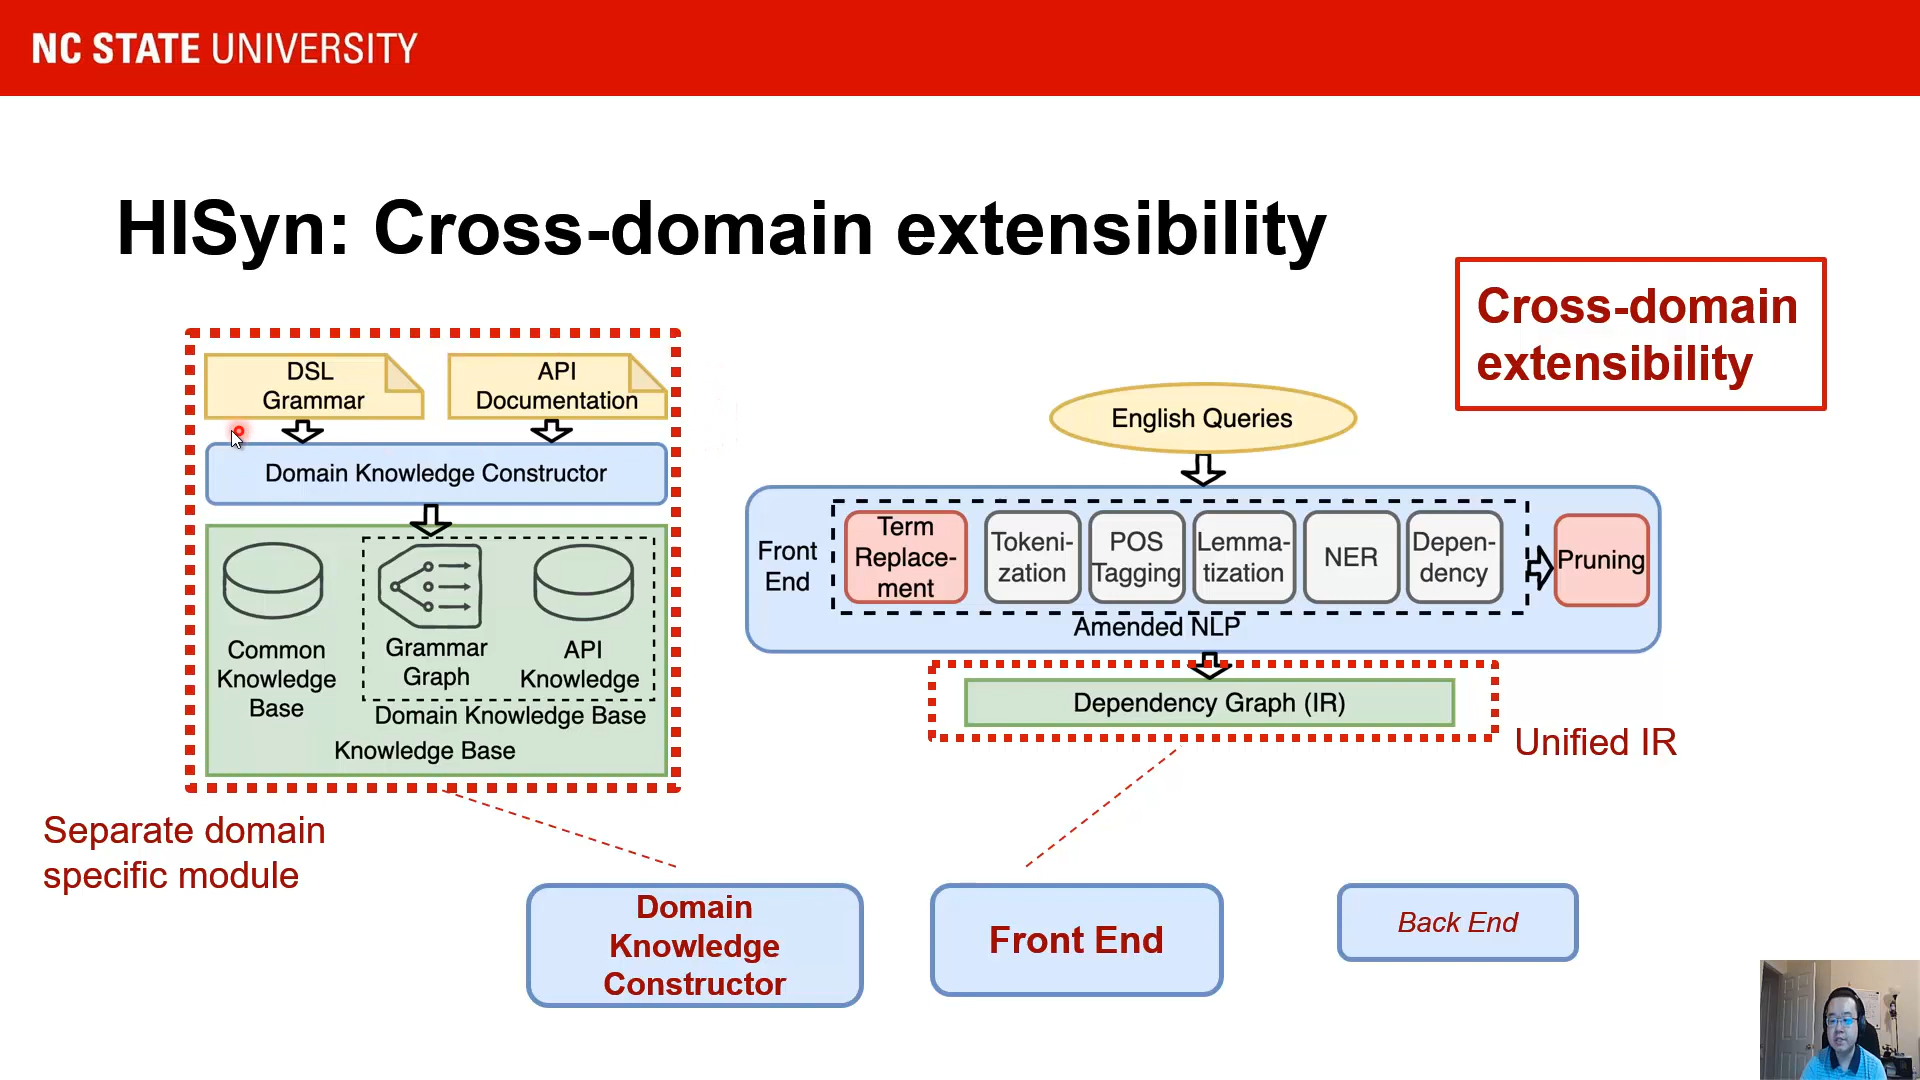 NC STATE UNIVERSITY
HISyn: Cross-domain extensibility
Cross-domain
extensibility
DSL
Grammar
API
Documentation
Domain Knowledge Constructor
Common
Knowledge
Base
Grammar
Graph
API
Knowledge
Domain Knowledge Base
Knowledge Base
Separate domain
specific module
English Queries
Front
End
Term
Replace-
ment
Tokeni-
zation
POS
Tagging
Lemma-
tization
NER
Depen-
dency
Pruning
Amended NLP
Dependency Graph (IR)
Unified IR
Domain
Knowledge
Constructor
Front End
Back End